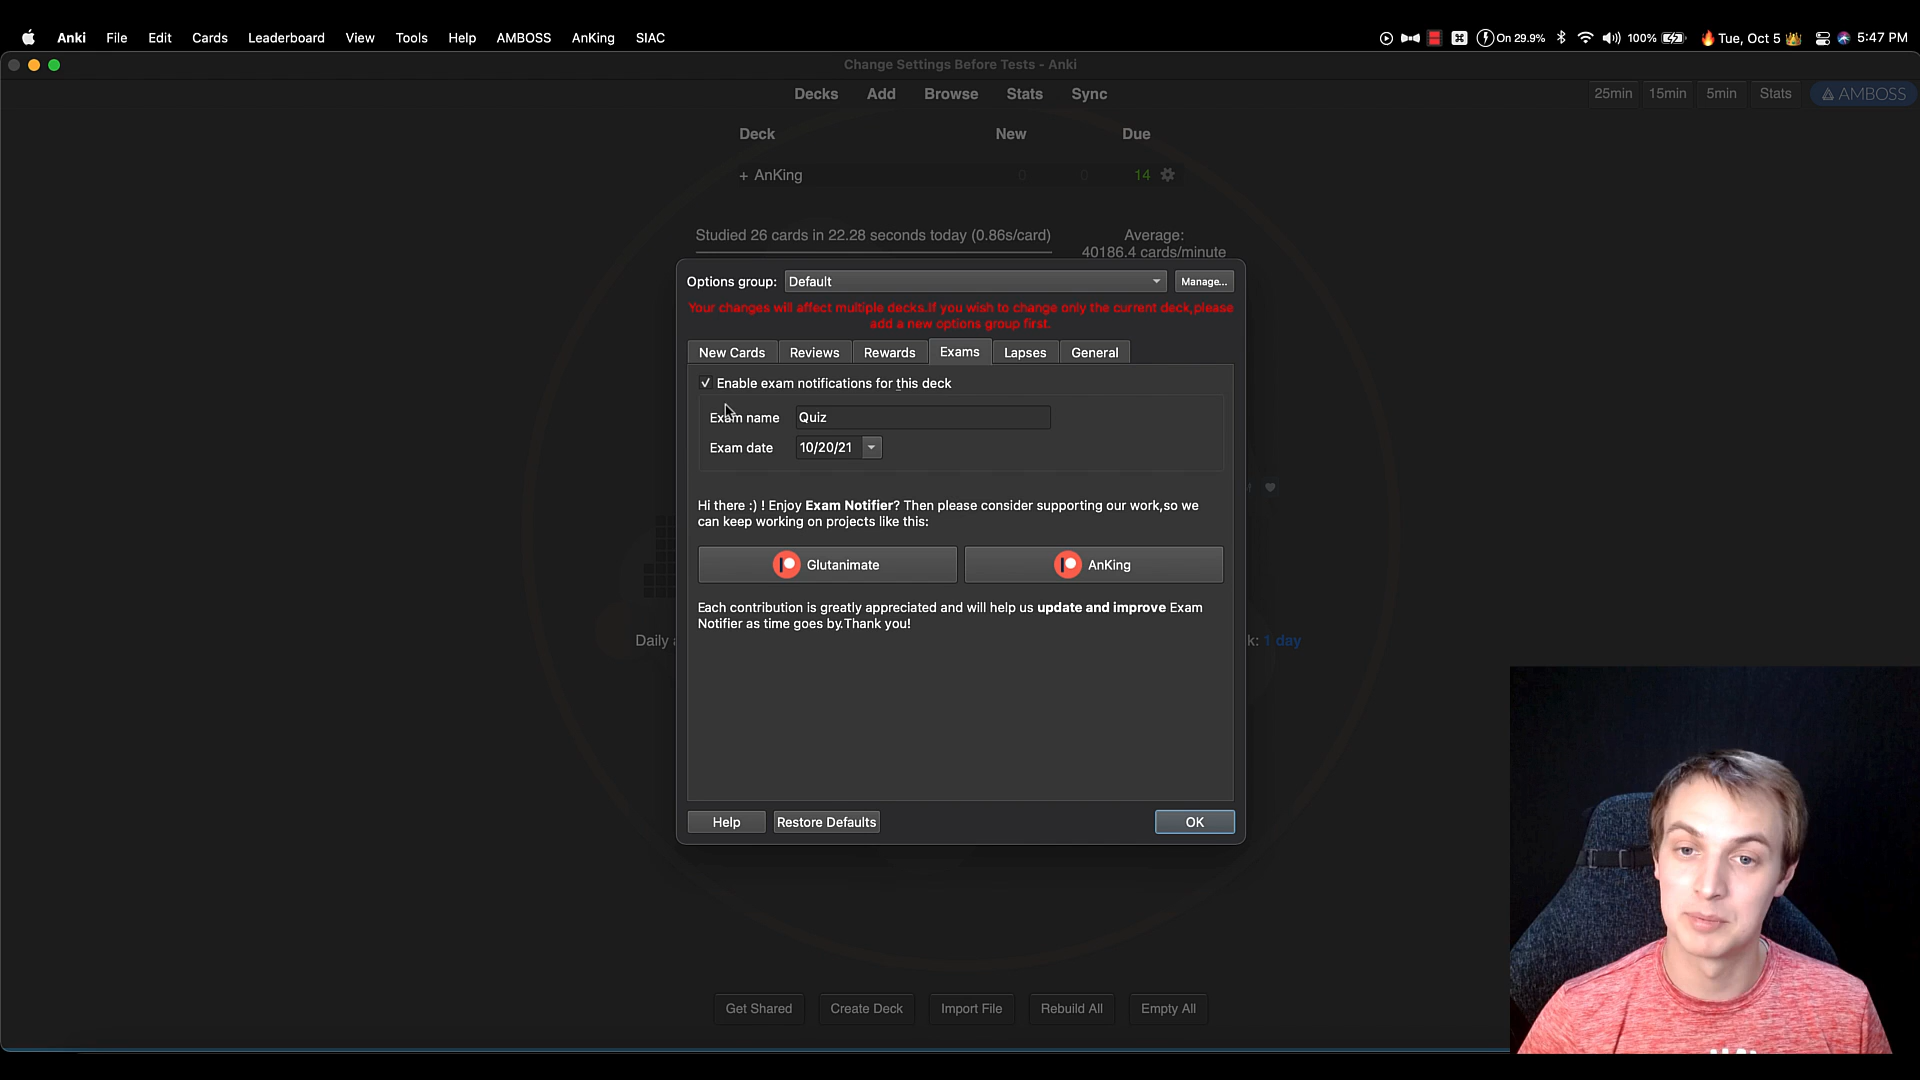 Anki File Edit Cards Leaderboard View Tools Help AMBOSS AnKing SIAC
On 29.9% 100% Tue, Oct 5 5:47 PM
Change Settings Before Tests - Anki
Decks Add Browse Stats Sync
25min 15min 5min Stats AMBOSS
Deck New Due
+ AnKing 0 0 14
Studied 26 cards in 22.28 seconds today (0.86s/card)
Average:
40186.4 cards/minute
Options group: Default Manage...
Your changes will affect multiple decks.If you wish to change only the current deck,please
add a new options group first.
New Cards Reviews Rewards Exams Lapses General
Enable exam notifications for this deck
Exam name Quiz
Exam date 10/20/21
Hi there :) ! Enjoy Exam Notifier? Then please consider supporting our work,so we
can keep working on projects like this:
Glutanimate AnKing
Each contribution is greatly appreciated and will help us update and improve Exam
Notifier as time goes by.Thank you!
Daily
k: 1 day
Help Restore Defaults OK
Get Shared Create Deck Import File Rebuild All Empty All